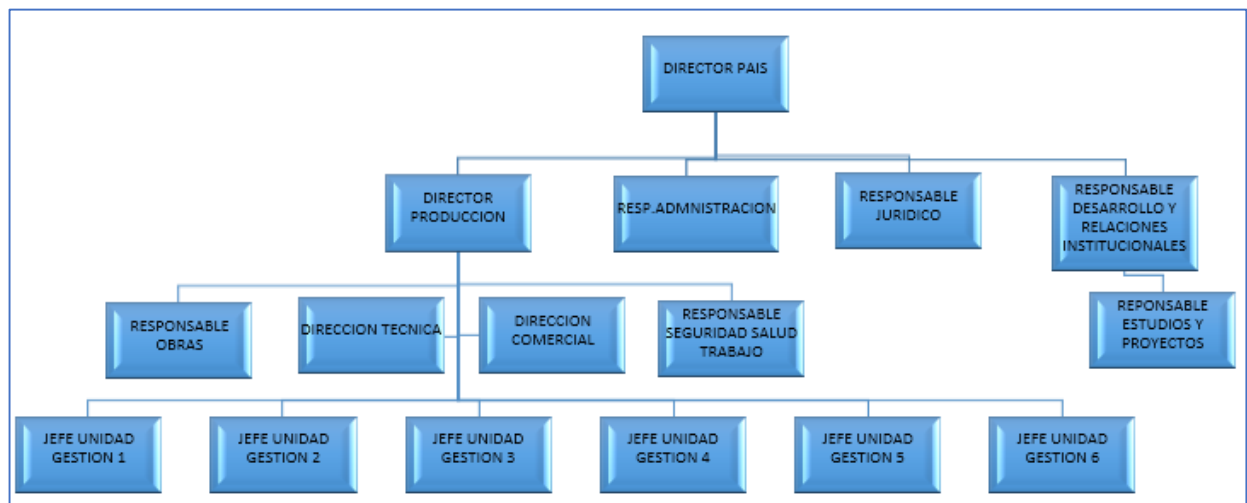 DIRECTOR PAIS
DIRECTOR
PRODUCCION
RESP.ADMNISTRACION
RESPONSABLE
JURIDICO
RESPONSABLE
DESARROLLO Y
RELACIONES
INSTITUCIONALES
RESPONSABLE
OBRAS
DIRECCION TECNICA
DIRECCION
COMERCIAL
RESPONSABLE
SEGURIDAD SALUD
TRABAJO
REPONSABLE
ESTUDIOS Y
PROYECTOS
JEFE UNIDAD
GESTION 1
JEFE UNIDAD
GESTION 2
JEFE UNIDAD
GESTION 3
JEFE UNIDAD
GESTION 4
JEFE UNIDAD
GESTION 5
JEFE UNIDAD
GESTION 6